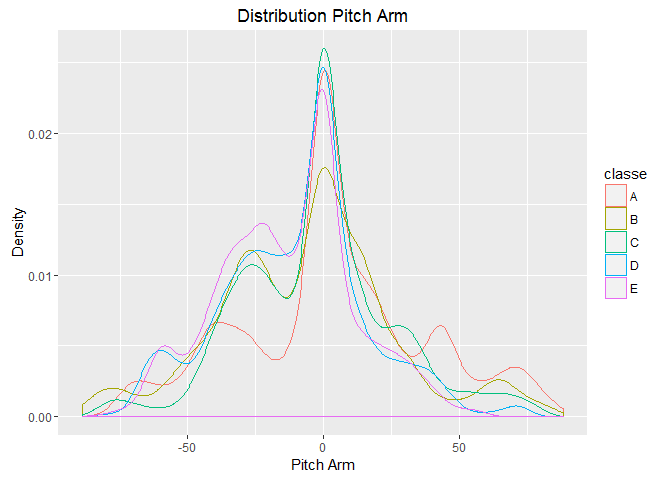 Distribution Pitch Arm
Density
0.02
0.01
0.00
-50
0
50
Pitch Arm
classe
A
B
C
D
E